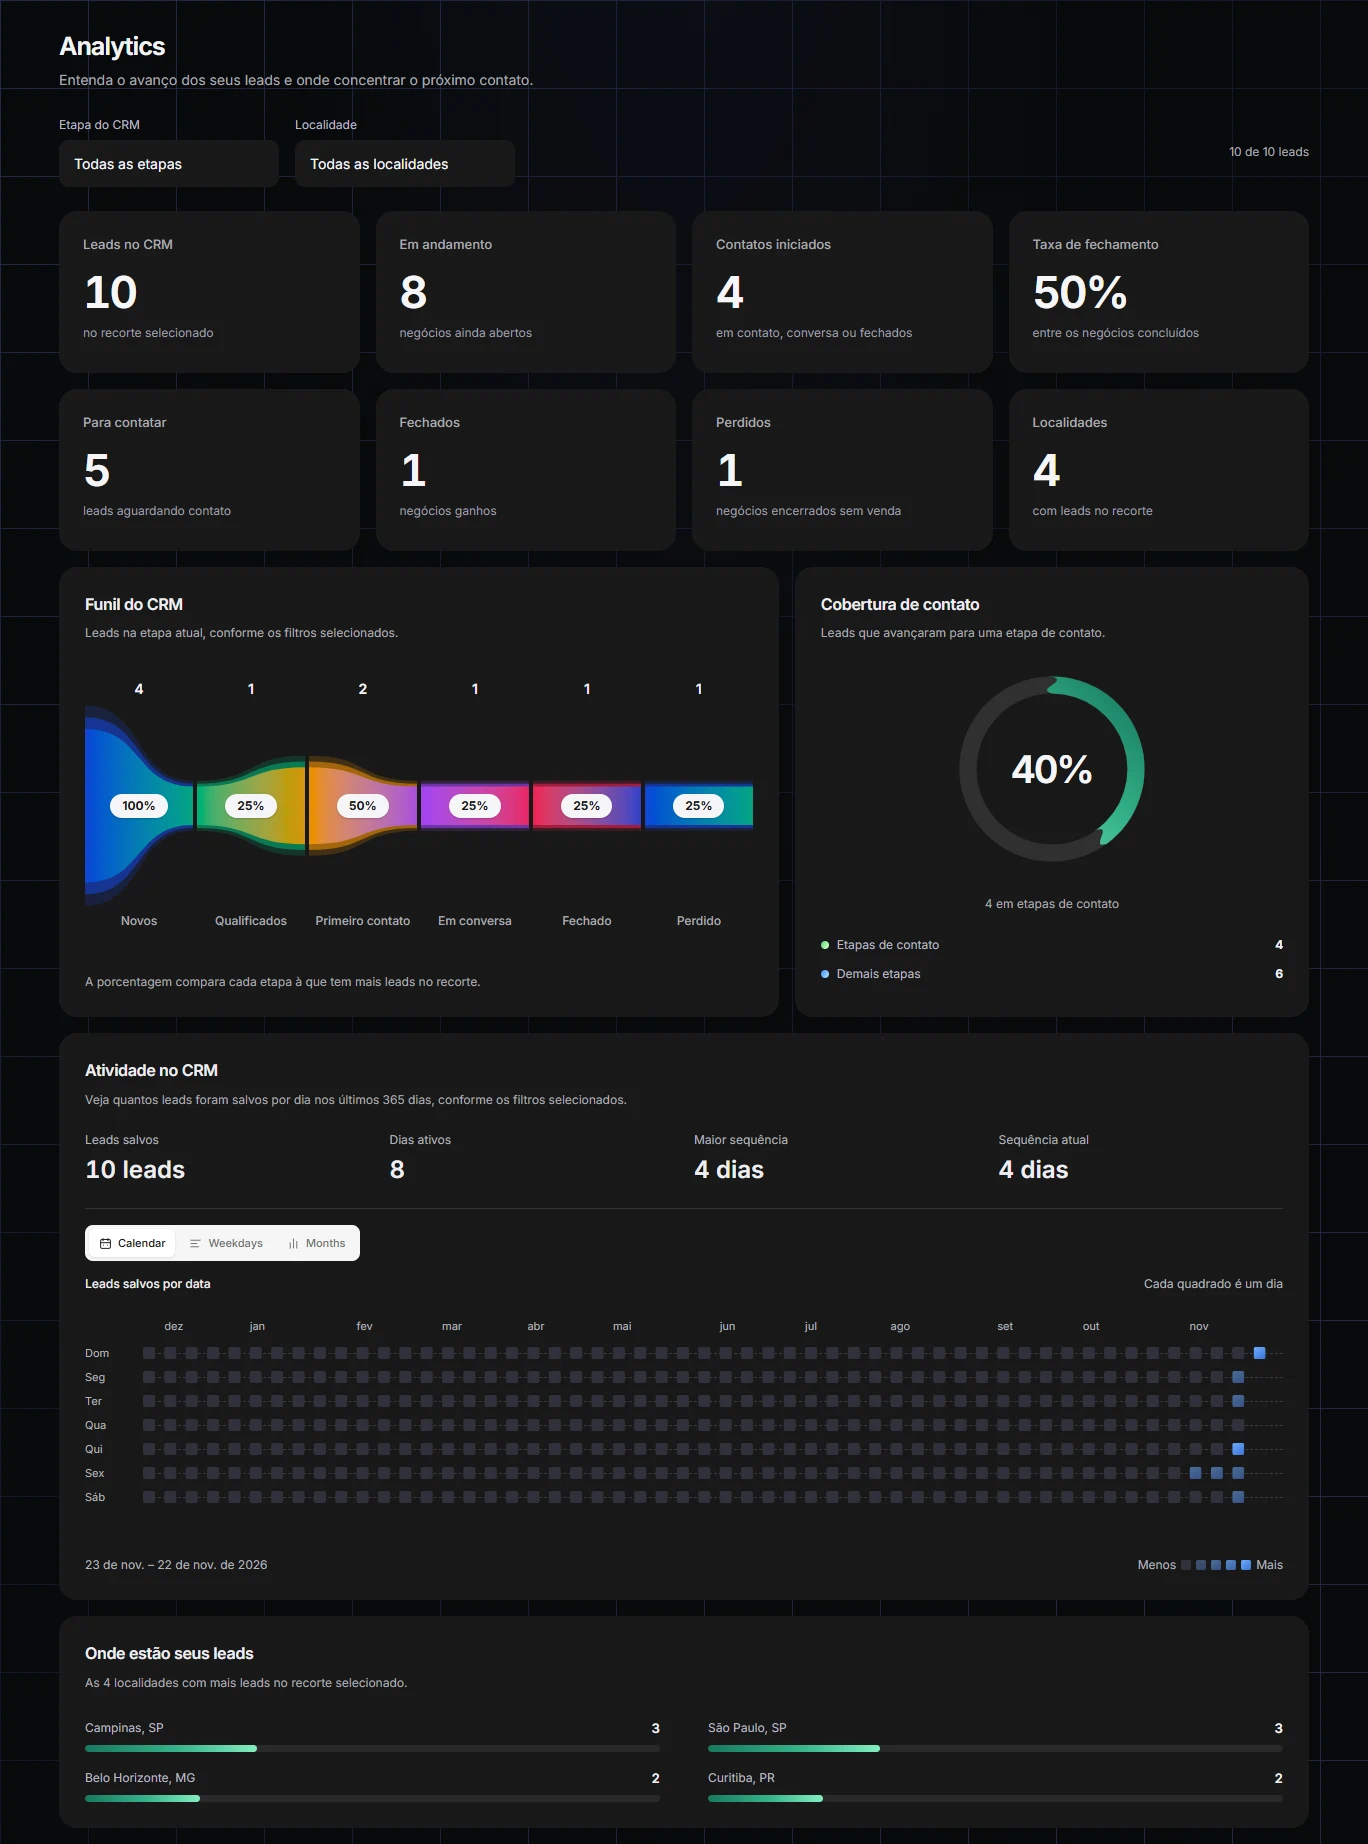 Analytics
Entenda o avanço dos seus leads e onde concentrar o próximo contato.
Etapa do CRM
Localidade
Todas as etapas
Todas as localidades
10 de 10 leads
Leads no CRM
10
no recorte selecionado
Em andamento
8
negócios ainda abertos
Contatos iniciados
4
em contato, conversa ou fechados
Taxa de fechamento
50%
entre os negócios concluídos
Para contatar
5
leads aguardando contato
Fechados
1
negócios ganhos
Perdidos
1
negócios encerrados sem venda
Localidades
4
com leads no recorte
Funil do CRM
Leads na etapa atual, conforme os filtros selecionados.
4 1 2 1 1 1
100% 25% 50% 25% 25% 25%
Novos Qualificados Primeiro contato Em conversa Fechado Perdido
A porcentagem compara cada etapa à que tem mais leads no recorte.
Cobertura de contato
Leads que avançaram para uma etapa de contato.
40%
4 em etapas de contato
Etapas de contato 4
Demais etapas 6
Atividade no CRM
Veja quantos leads foram salvos por dia nos últimos 365 dias, conforme os filtros selecionados.
Leads salvos
10 leads
Dias ativos
8
Maior sequência
4 dias
Sequência atual
4 dias
Calendar Weekdays Months
Leads salvos por data
Cada quadrado é um dia
dez jan fev mar abr mai jun jul ago set out nov
Dom
Seg
Ter
Qua
Qui
Sex
Sáb
23 de nov. – 22 de nov. de 2026
Menos Mais
Onde estão seus leads
As 4 localidades com mais leads no recorte selecionado.
Campinas, SP 3
São Paulo, SP 3
Belo Horizonte, MG 2
Curitiba, PR 2